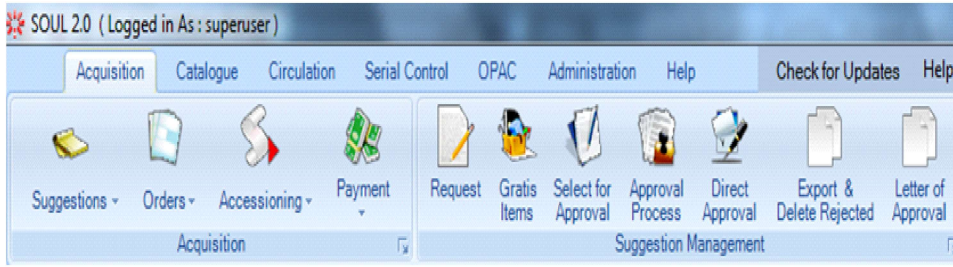 SOUL 2.0 ( Logged in As : superuser )
Acquisition Catalogue Circulation Serial Control OPAC Administration Help Check for Updates Help
Suggestions Orders Accessioning Payment Request Gratis Items Select for Approval Approval Process Direct Approval Export & Delete Rejected Letter of Approval
Acquisition Suggestion Management